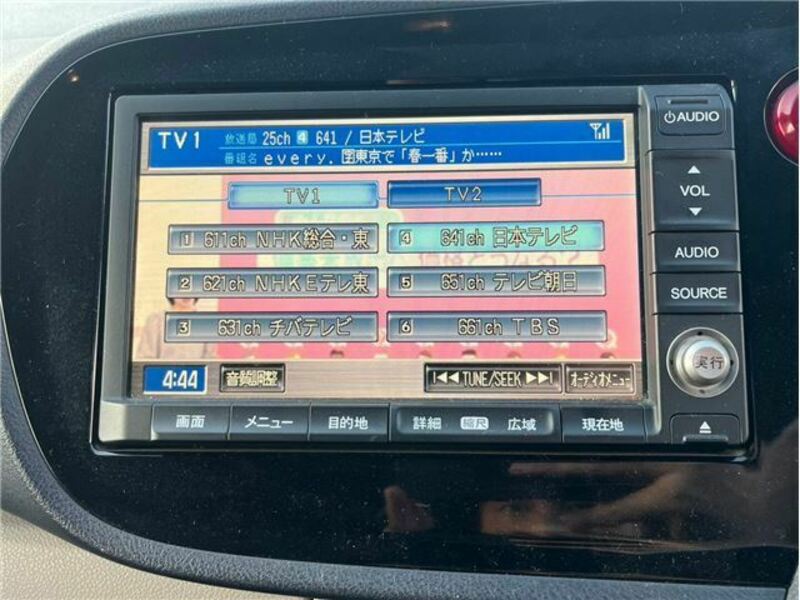 TV1 放送局 25ch 4 641 / 日本テレビ
番組名 every. 囯東京で「春一番」か……
TV1 TV2
1 611ch NHK総合・東
4 641ch 日本テレビ
2 621ch NHKEテレ東
5 651ch テレビ朝日
3 631ch チバテレビ
6 661ch TBS
4:44 音質調整 TUNE/SEEK オーディオメニュー
画面 メニュー 目的地 詳細 縮尺 広域 現在地
AUDIO
VOL
AUDIO
SOURCE
実行